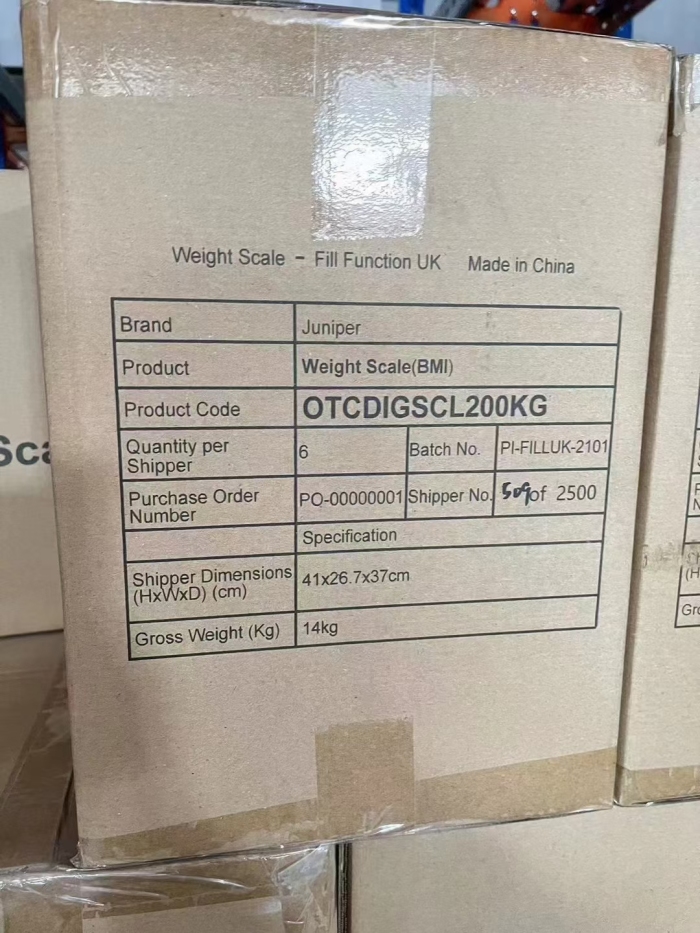 Weight Scale - Fill Function UK Made in China
Brand Juniper
Product Weight Scale(BMI)
Product Code OTCDIGSCL200KG
Quantity per
Shipper 6 Batch No. PI-FILLUK-2101
Purchase Order
Number PO-00000001 Shipper No. 509 of 2500
Specification
Shipper Dimensions
(HxWxD) (cm) 41x26.7x37cm
Gross Weight (Kg) 14kg